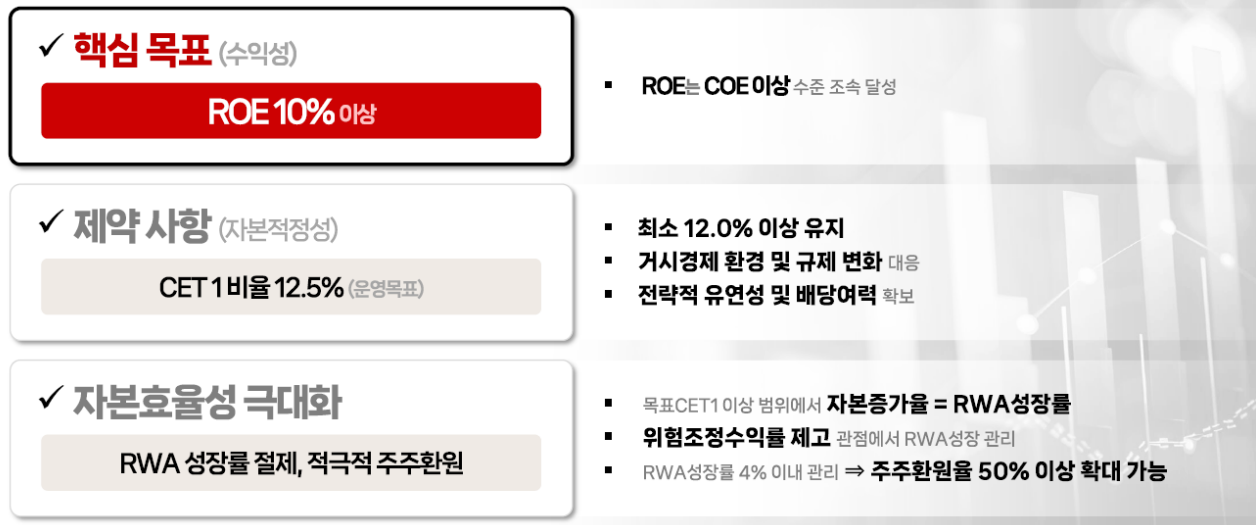 ✓ 핵심 목표 (수익성)
ROE 10% 이상
▪ ROE는 COE 이상 수준 조속 달성
✓ 제약 사항 (자본적정성)
CET 1 비율 12.5% (운영목표)
▪ 최소 12.0% 이상 유지
▪ 거시경제 환경 및 규제 변화 대응
▪ 전략적 유연성 및 배당여력 확보
✓ 자본효율성 극대화
RWA 성장률 절제, 적극적 주주환원
▪ 목표CET1 이상 범위에서 자본증가율 = RWA성장률
▪ 위험조정수익률 제고 관점에서 RWA성장 관리
▪ RWA성장률 4% 이내 관리 ⇒ 주주환원율 50% 이상 확대 가능